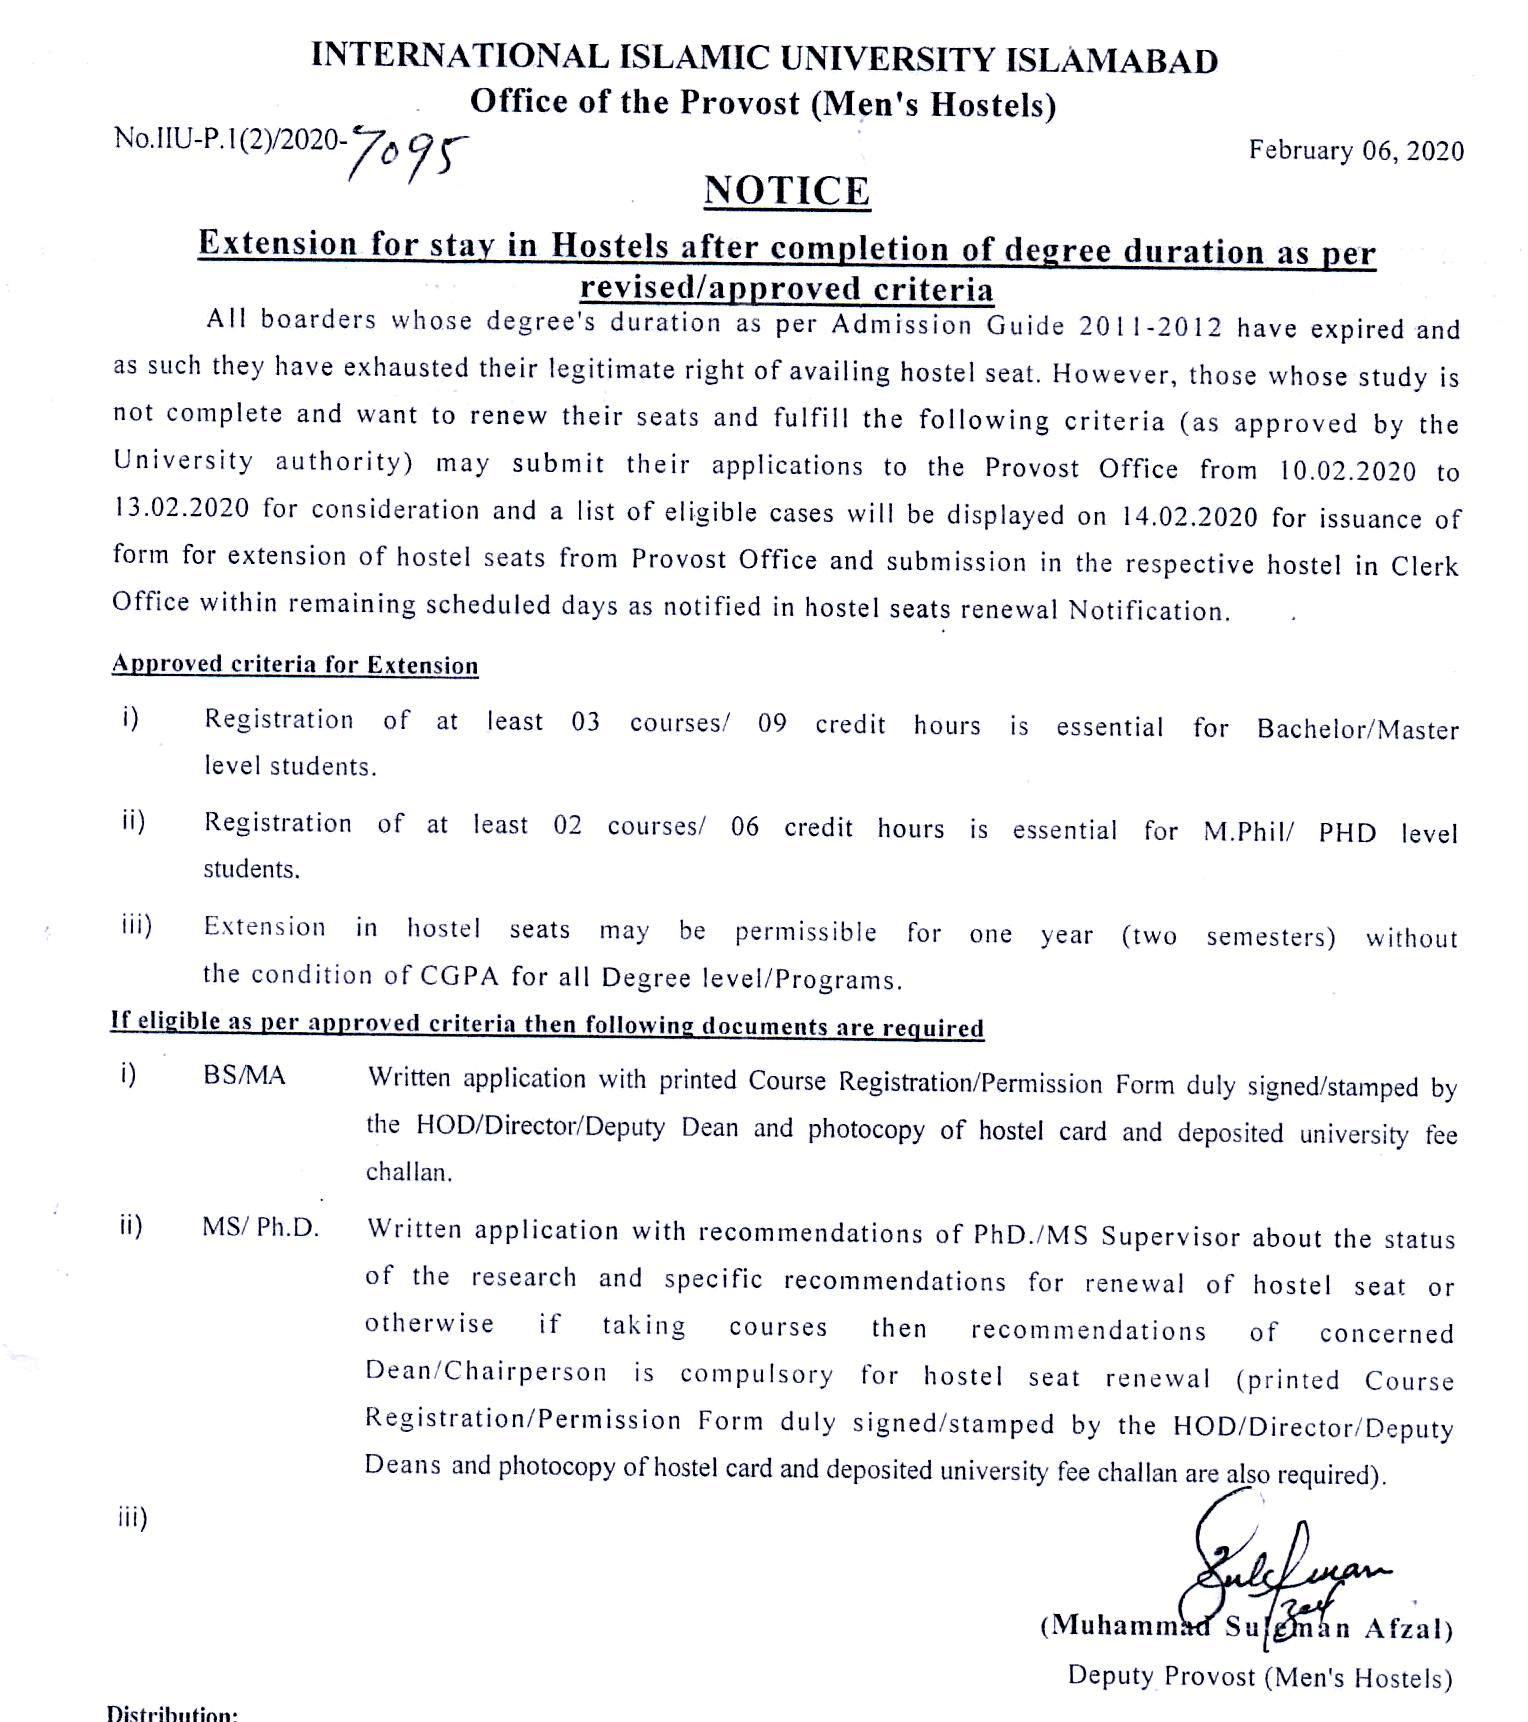 INTERNATIONAL ISLAMIC UNIVERSITY ISLAMABAD
Office of the Provost (Men's Hostels)
No.IIU-P.1(2)/2020-7095
February 06, 2020
NOTICE
Extension for stay in Hostels after completion of degree duration as per
revised/approved criteria
All boarders whose degree's duration as per Admission Guide 2011-2012 have expired and
as such they have exhausted their legitimate right of availing hostel seat. However, those whose study is
not complete and want to renew their seats and fulfill the following criteria (as approved by the
University authority) may submit their applications to the Provost Office from 10.02.2020 to
13.02.2020 for consideration and a list of eligible cases will be displayed on 14.02.2020 for issuance of
form for extension of hostel seats from Provost Office and submission in the respective hostel in Clerk
Office within remaining scheduled days as notified in hostel seats renewal Notification.
Approved criteria for Extension
i) Registration of at least 03 courses/ 09 credit hours is essential for Bachelor/Master
level students.
ii) Registration of at least 02 courses/ 06 credit hours is essential for M.Phil/ PHD level
students.
iii) Extension in hostel seats may be permissible for one year (two semesters) without
the condition of CGPA for all Degree level/Programs.
If eligible as per approved criteria then following documents are required
i) BS/MA Written application with printed Course Registration/Permission Form duly signed/stamped by
the HOD/Director/Deputy Dean and photocopy of hostel card and deposited university fee
challan.
ii) MS/ Ph.D. Written application with recommendations of PhD./MS Supervisor about the status
of the research and specific recommendations for renewal of hostel seat or
otherwise if taking courses then recommendations of concerned
Dean/Chairperson is compulsory for hostel seat renewal (printed Course
Registration/Permission Form duly signed/stamped by the HOD/Director/Deputy
Deans and photocopy of hostel card and deposited university fee challan are also required).
iii)
(Muhammad Suleman Afzal)
Deputy Provost (Men's Hostels)
Distribution: